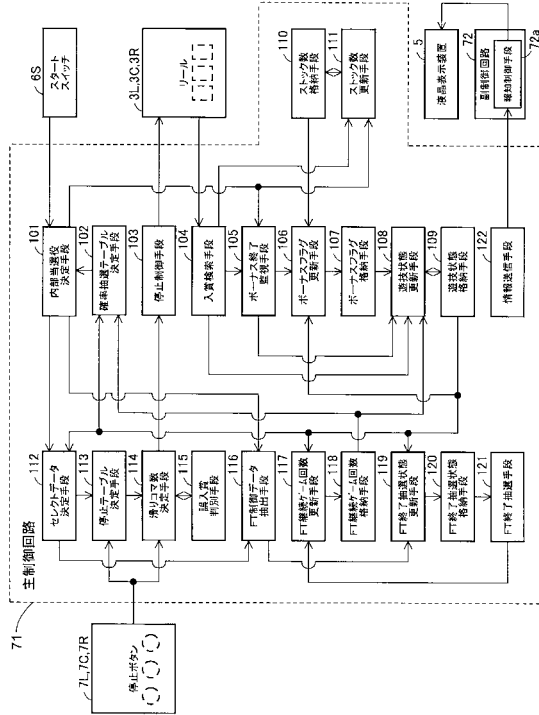 71
主制御回路
6S
スタート
スイッチ
3L,3C,3R
リール
110
ストック数
格納手段
111
ストック数
更新手段
5
液晶表示装置
72
副制御回路
72a
報知制御手段
101
内部当選役
決定手段
102
確率抽選テーブル
決定手段
103
停止制御手段
104
入賞検索手段
105
ボーナス終了
監視手段
106
ボーナスフラグ
更新手段
107
ボーナスフラグ
格納手段
108
遊技状態
更新手段
109
遊技状態
格納手段
122
情報送信手段
112
セレクトデータ
決定手段
113
停止テーブル
決定手段
114
滑りコマ数
決定手段
115
誤入賞
判別手段
116
FT制御データ
抽出手段
117
FT継続ゲーム回数
更新手段
118
FT継続ゲーム回数
格納手段
119
FT終了抽選状態
更新手段
120
FT終了抽選状態
格納手段
121
FT終了抽選手段
7L,7C,7R
停止ボタン